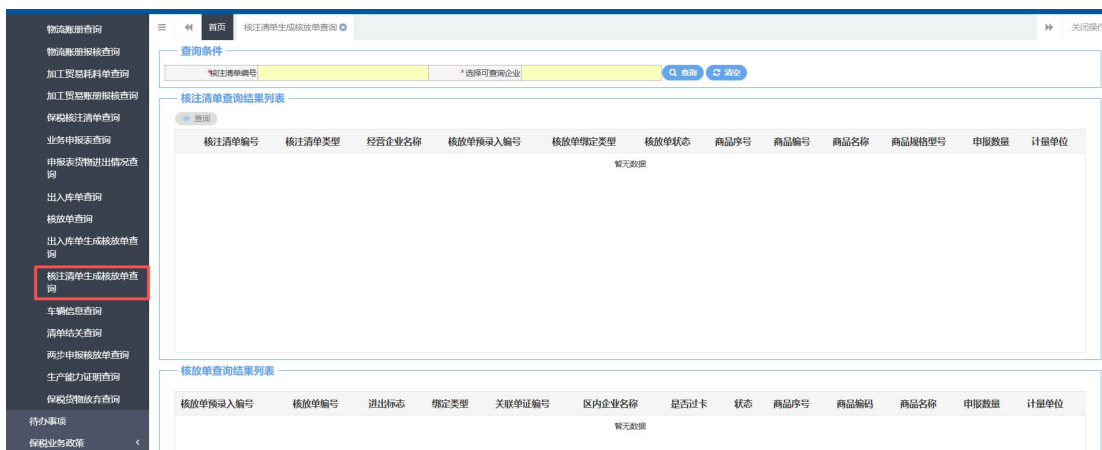 物流账册查询
物流账册报核查询
加工贸易耗料单查询
加工贸易账册报核查询
保税核注清单查询
业务申报表查询
申报表货物进出情况查
询
出入库单查询
核放单查询
出入库单生成核放单查
询
核注清单生成核放单查
询
车辆信息查询
清单结关查询
两步申报核放单查询
生产能力证明查询
保税货物放弃查询
待办事项
保税业务政策
首页 核注清单生成核放单查询 关闭操作
查询条件
*核注清单编号 *选择可查询企业 查询 清空
核注清单查询结果列表
查询
核注清单编号 核注清单类型 经营企业名称 核放单预录入编号 核放单绑定类型 核放单状态 商品序号 商品编号 商品名称 商品规格型号 申报数量 计量单位
暂无数据
核放单查询结果列表
核放单预录入编号 核放单编号 进出标志 绑定类型 关联单证编号 区内企业名称 是否过卡 状态 商品序号 商品编码 商品名称 申报数量 计量单位
暂无数据